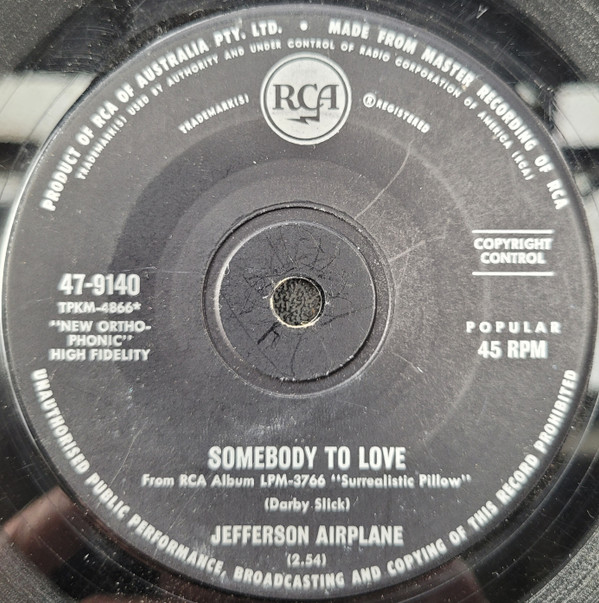 PRODUCT OF RCA OF AUSTRALIA PTY. LTD. • MADE FROM MASTER RECORDING OF RCA
TRADEMARK(S) USED BY AUTHORITY AND UNDER CONTROL OF RADIO CORPORATION OF AMERICA (RCA)
TRADEMARK(S) RCA ®REGISTERED
COPYRIGHT
CONTROL
47-9140
TPKM-4866*
"NEW ORTHO-
PHONIC"
HIGH FIDELITY
POPULAR
45 RPM
SOMEBODY TO LOVE
From RCA Album LPM-3766 "Surrealistic Pillow"
(Darby Slick)
JEFFERSON AIRPLANE
(2.54)
UNAUTHORISED PUBLIC PERFORMANCE, BROADCASTING AND COPYING OF THIS RECORD PROHIBITED